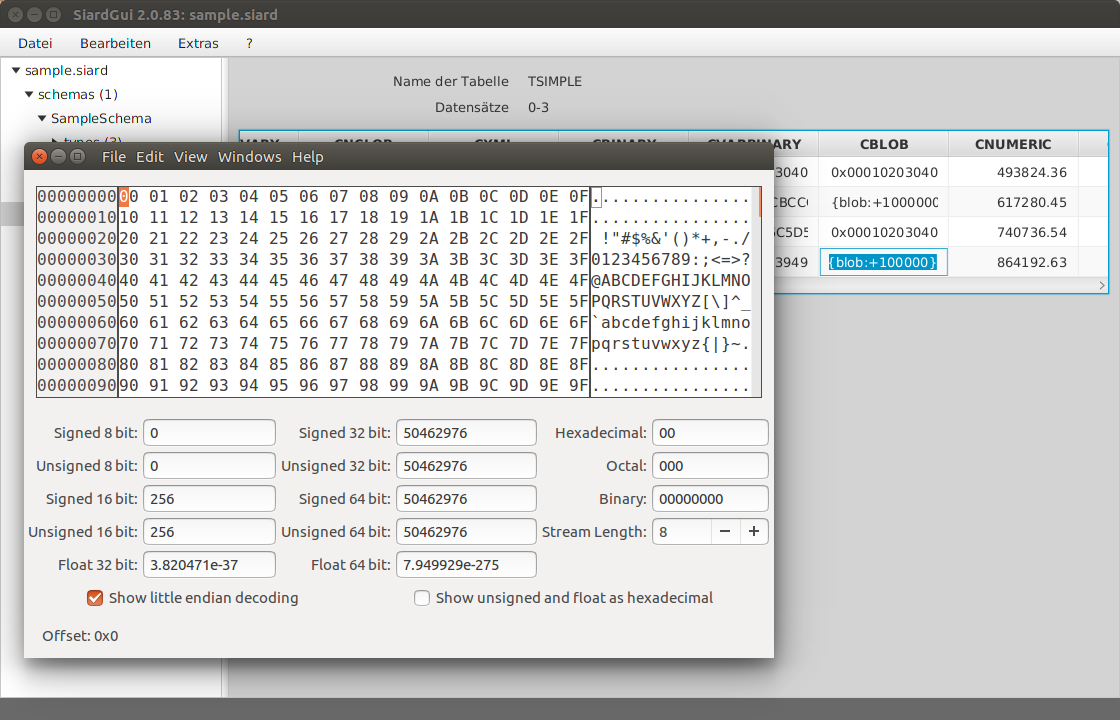 SiardGui 2.0.83: sample.siard
Datei Bearbeiten Extras ?
sample.siard
schemas (1)
SampleSchema
Name der Tabelle TSIMPLE
Datensätze 0-3
CBLOB CNUMERIC
3040 0x00010203040 493824.36
CBCC {blob:+1000000 617280.45
C5D5 0x00010203040 740736.54
3949 {blob:+100000} 864192.63
File Edit View Windows Help
00000000 00 01 02 03 04 05 06 07 08 09 0A 0B 0C 0D 0E 0F ................
00000010 10 11 12 13 14 15 16 17 18 19 1A 1B 1C 1D 1E 1F ................
00000020 20 21 22 23 24 25 26 27 28 29 2A 2B 2C 2D 2E 2F  !"#$%&'()*+,-./
00000030 30 31 32 33 34 35 36 37 38 39 3A 3B 3C 3D 3E 3F 0123456789:;<=>?
00000040 40 41 42 43 44 45 46 47 48 49 4A 4B 4C 4D 4E 4F @ABCDEFGHIJKLMNO
00000050 50 51 52 53 54 55 56 57 58 59 5A 5B 5C 5D 5E 5F PQRSTUVWXYZ[\]^_
00000060 60 61 62 63 64 65 66 67 68 69 6A 6B 6C 6D 6E 6F `abcdefghijklmno
00000070 70 71 72 73 74 75 76 77 78 79 7A 7B 7C 7D 7E 7F pqrstuvwxyz{|}~.
00000080 80 81 82 83 84 85 86 87 88 89 8A 8B 8C 8D 8E 8F ................
00000090 90 91 92 93 94 95 96 97 98 99 9A 9B 9C 9D 9E 9F ................
Signed 8 bit: 0 Signed 32 bit: 50462976 Hexadecimal: 00
Unsigned 8 bit: 0 Unsigned 32 bit: 50462976 Octal: 000
Signed 16 bit: 256 Signed 64 bit: 50462976 Binary: 00000000
Unsigned 16 bit: 256 Unsigned 64 bit: 50462976 Stream Length: 8 − +
Float 32 bit: 3.820471e-37 Float 64 bit: 7.949929e-275
Show little endian decoding Show unsigned and float as hexadecimal
Offset: 0x0